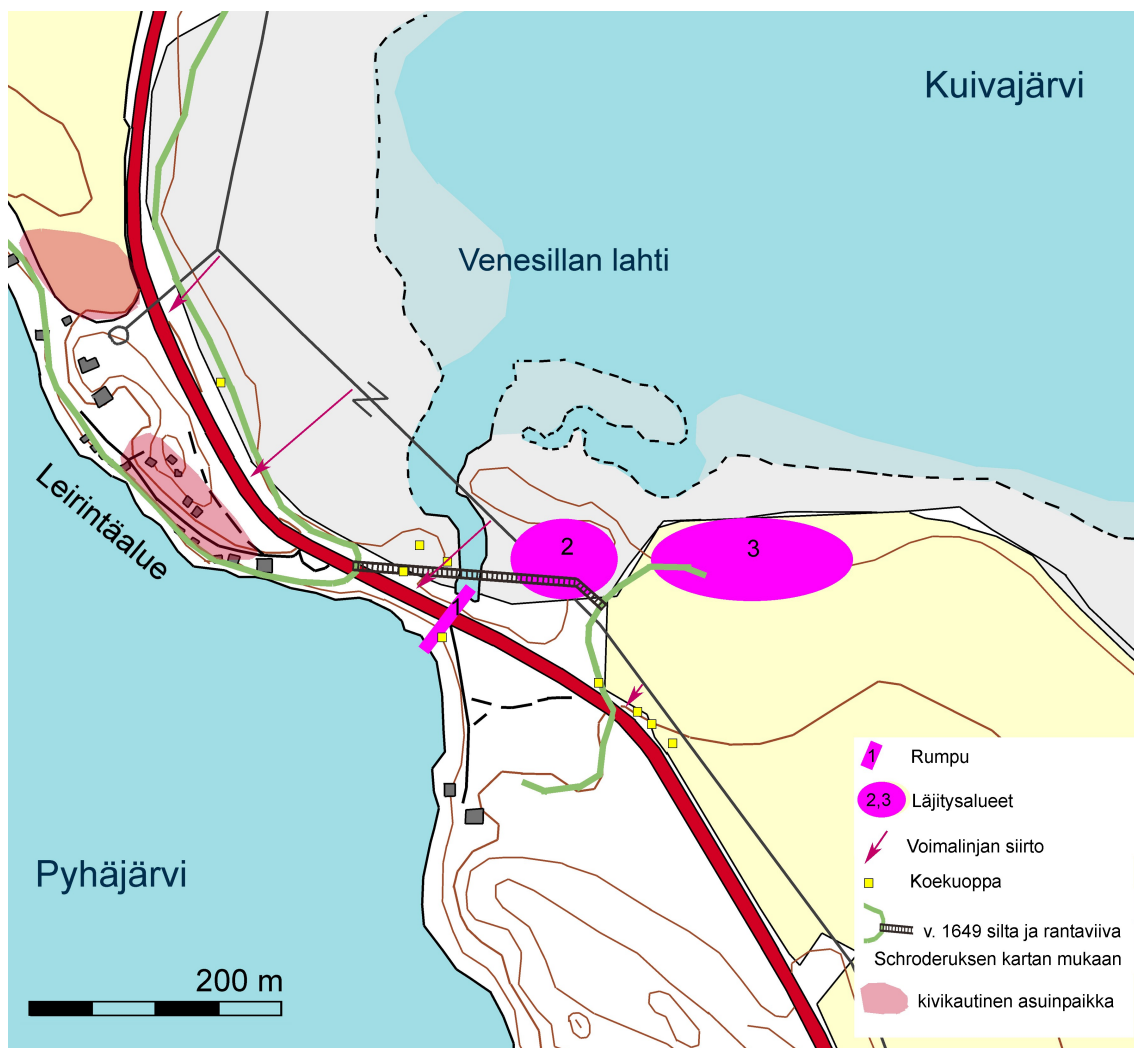 Kuivajärvi
Venesillan lahti
Leirintäalue
2
3
1
Pyhäjärvi
200 m
1 Rumpu
2,3 Läjitysalueet
Voimalinjan siirto
Koekuoppa
v. 1649 silta ja rantaviiva
Schroderuksen kartan mukaan
kivikautinen asuinpaikka